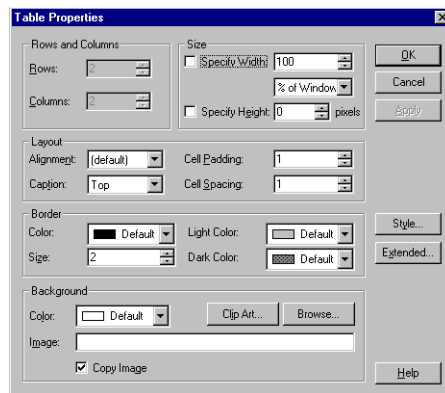 Table Properties
Rows and Columns
Rows: 2
Columns: 2
Size
Specify Width: 100
% of Window
Specify Height: 0 pixels
OK
Cancel
Apply
Layout
Alignment: (default) Cell Padding: 1
Caption: Top Cell Spacing: 1
Border
Color: Default Light Color: Default
Size: 2 Dark Color: Default
Style...
Extended...
Background
Color: Default Clip Art... Browse...
Image:
Copy Image
Help